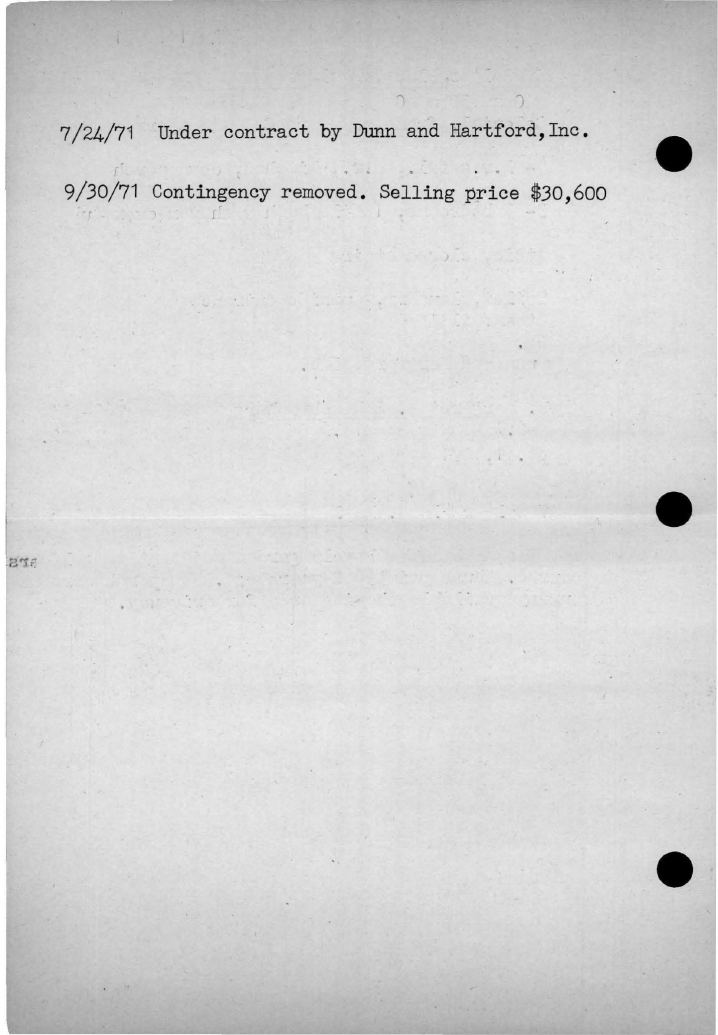 7/24/71 Under contract by Dunn and Hartford,Inc.
9/30/71 Contingency removed. Selling price $30,600